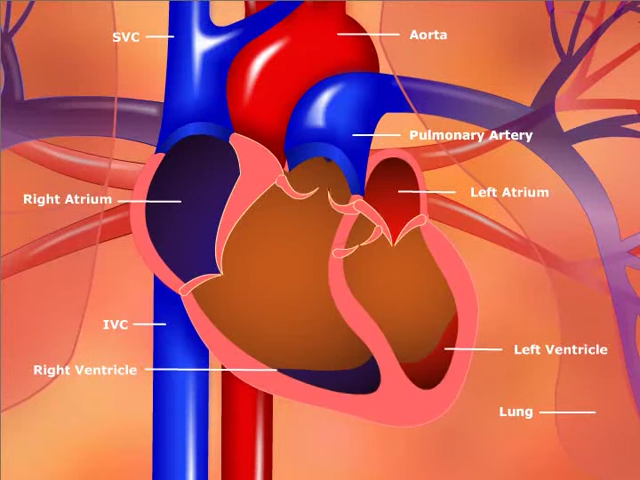 SVC
Aorta
Pulmonary Artery
Right Atrium
Left Atrium
IVC
Left Ventricle
Right Ventricle
Lung